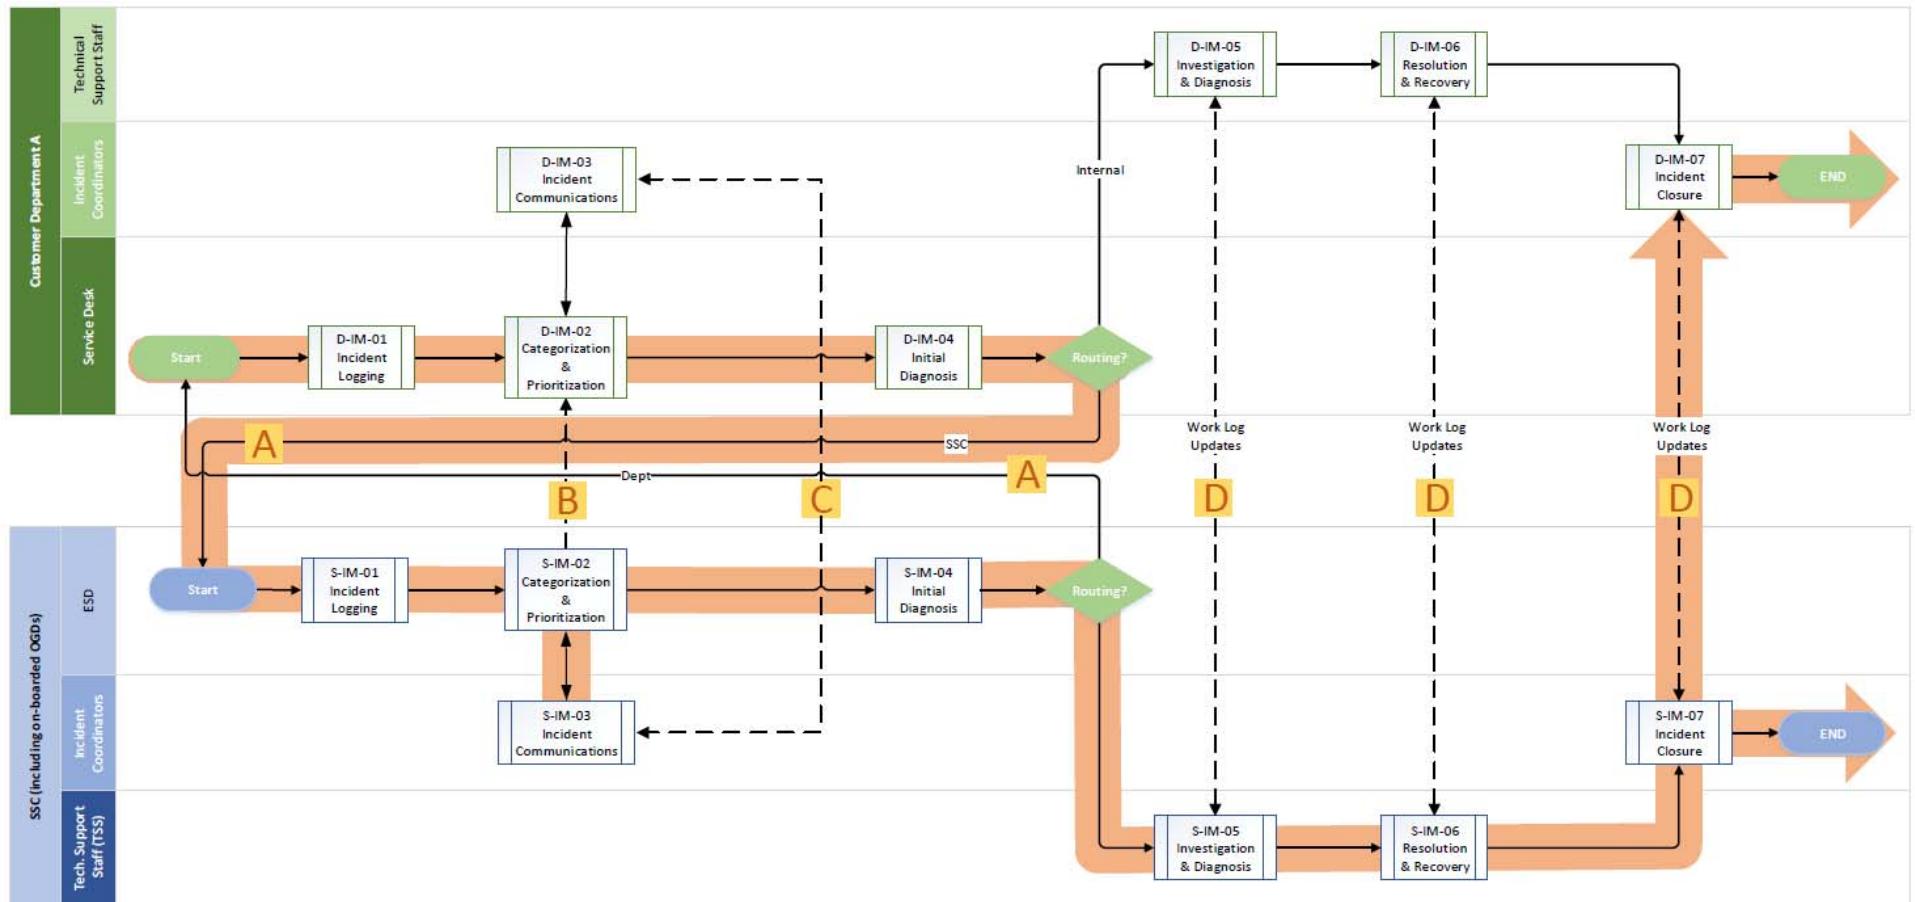 Customer Department A
Technical
Support Staff
Incident
Coordinators
Service Desk
D-IM-05
Investigation
& Diagnosis
D-IM-06
Resolution
& Recovery
D-IM-03
Incident
Communications
Internal
D-IM-07
Incident
Closure
END
Start
D-IM-01
Incident
Logging
D-IM-02
Categorization
&
Prioritization
D-IM-04
Initial
Diagnosis
Routing?
A
SSC
Dept
A
B
C
Work Log
Updates
D
Work Log
Updates
D
Work Log
Updates
D
SSC (including on-boarded OGDs)
ESD
Incident
Coordinators
Tech. Support
Staff (TSS)
Start
S-IM-01
Incident
Logging
S-IM-02
Categorization
&
Prioritization
S-IM-04
Initial
Diagnosis
Routing?
S-IM-03
Incident
Communications
S-IM-07
Incident
Closure
END
S-IM-05
Investigation
& Diagnosis
S-IM-06
Resolution
& Recovery